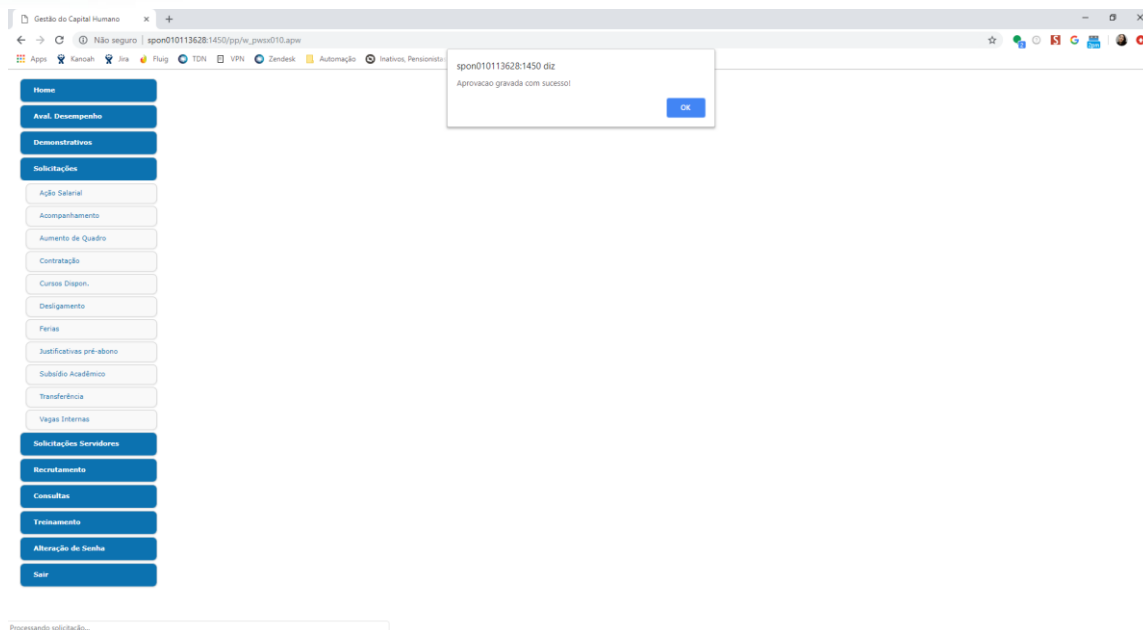 Gestão do Capital Humano
Não seguro | spon010113628:1450/pp/w_pwsx010.apw
Apps Kanoah Jira Fluig TDN VPN Zendesk Automação Inativos, Pensionista
spon010113628:1450 diz
Aprovacao gravada com sucesso!
OK
Home
Aval. Desempenho
Demonstrativos
Solicitações
Ação Salarial
Acompanhamento
Aumento de Quadro
Contratação
Cursos Dispon.
Desligamento
Ferias
Justificativas pré-abono
Subsídio Acadêmico
Transferência
Vagas Internas
Solicitações Servidores
Recrutamento
Consultas
Treinamento
Alteração de Senha
Sair
Processando solicitação...